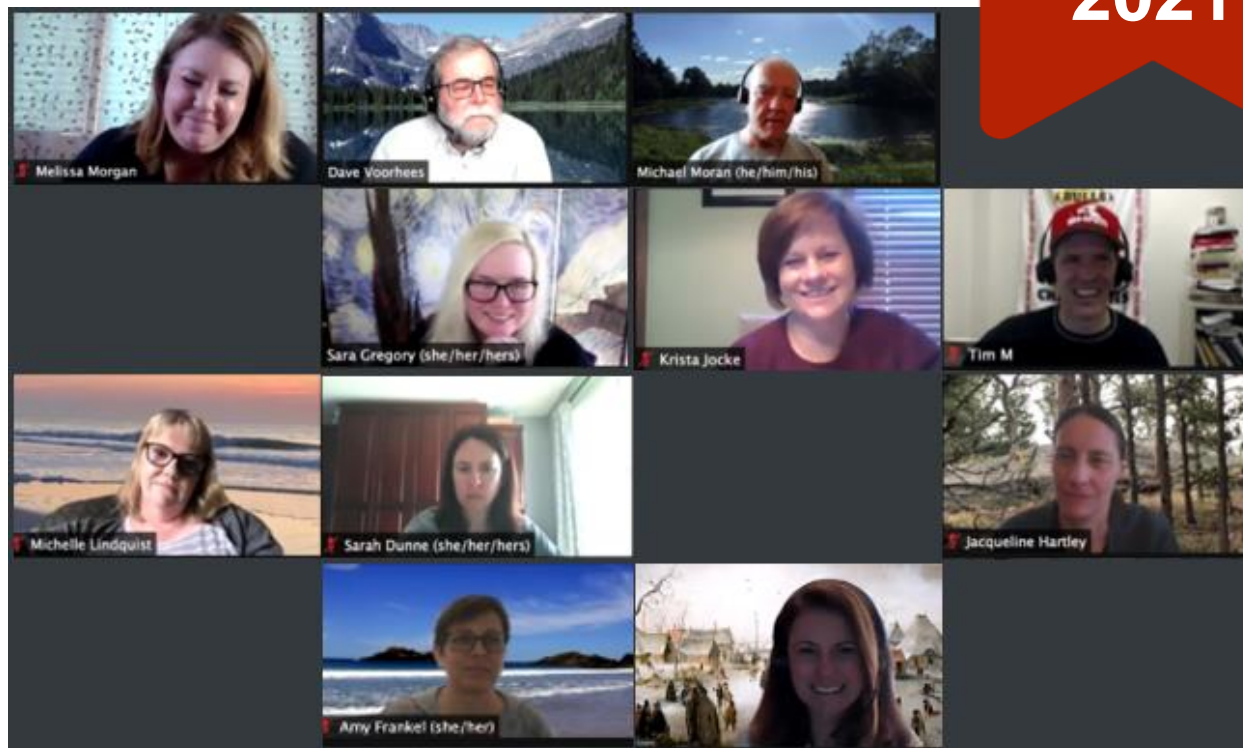 2021
Melissa Morgan
Dave Voorhees
Michael Moran (he/him/his)
Sara Gregory (she/her/hers)
Krista Jocke
Tim M
Michelle Lindquist
Sarah Dunne (she/her/hers)
Jacqueline Hartley
Amy Frankel (she/her)